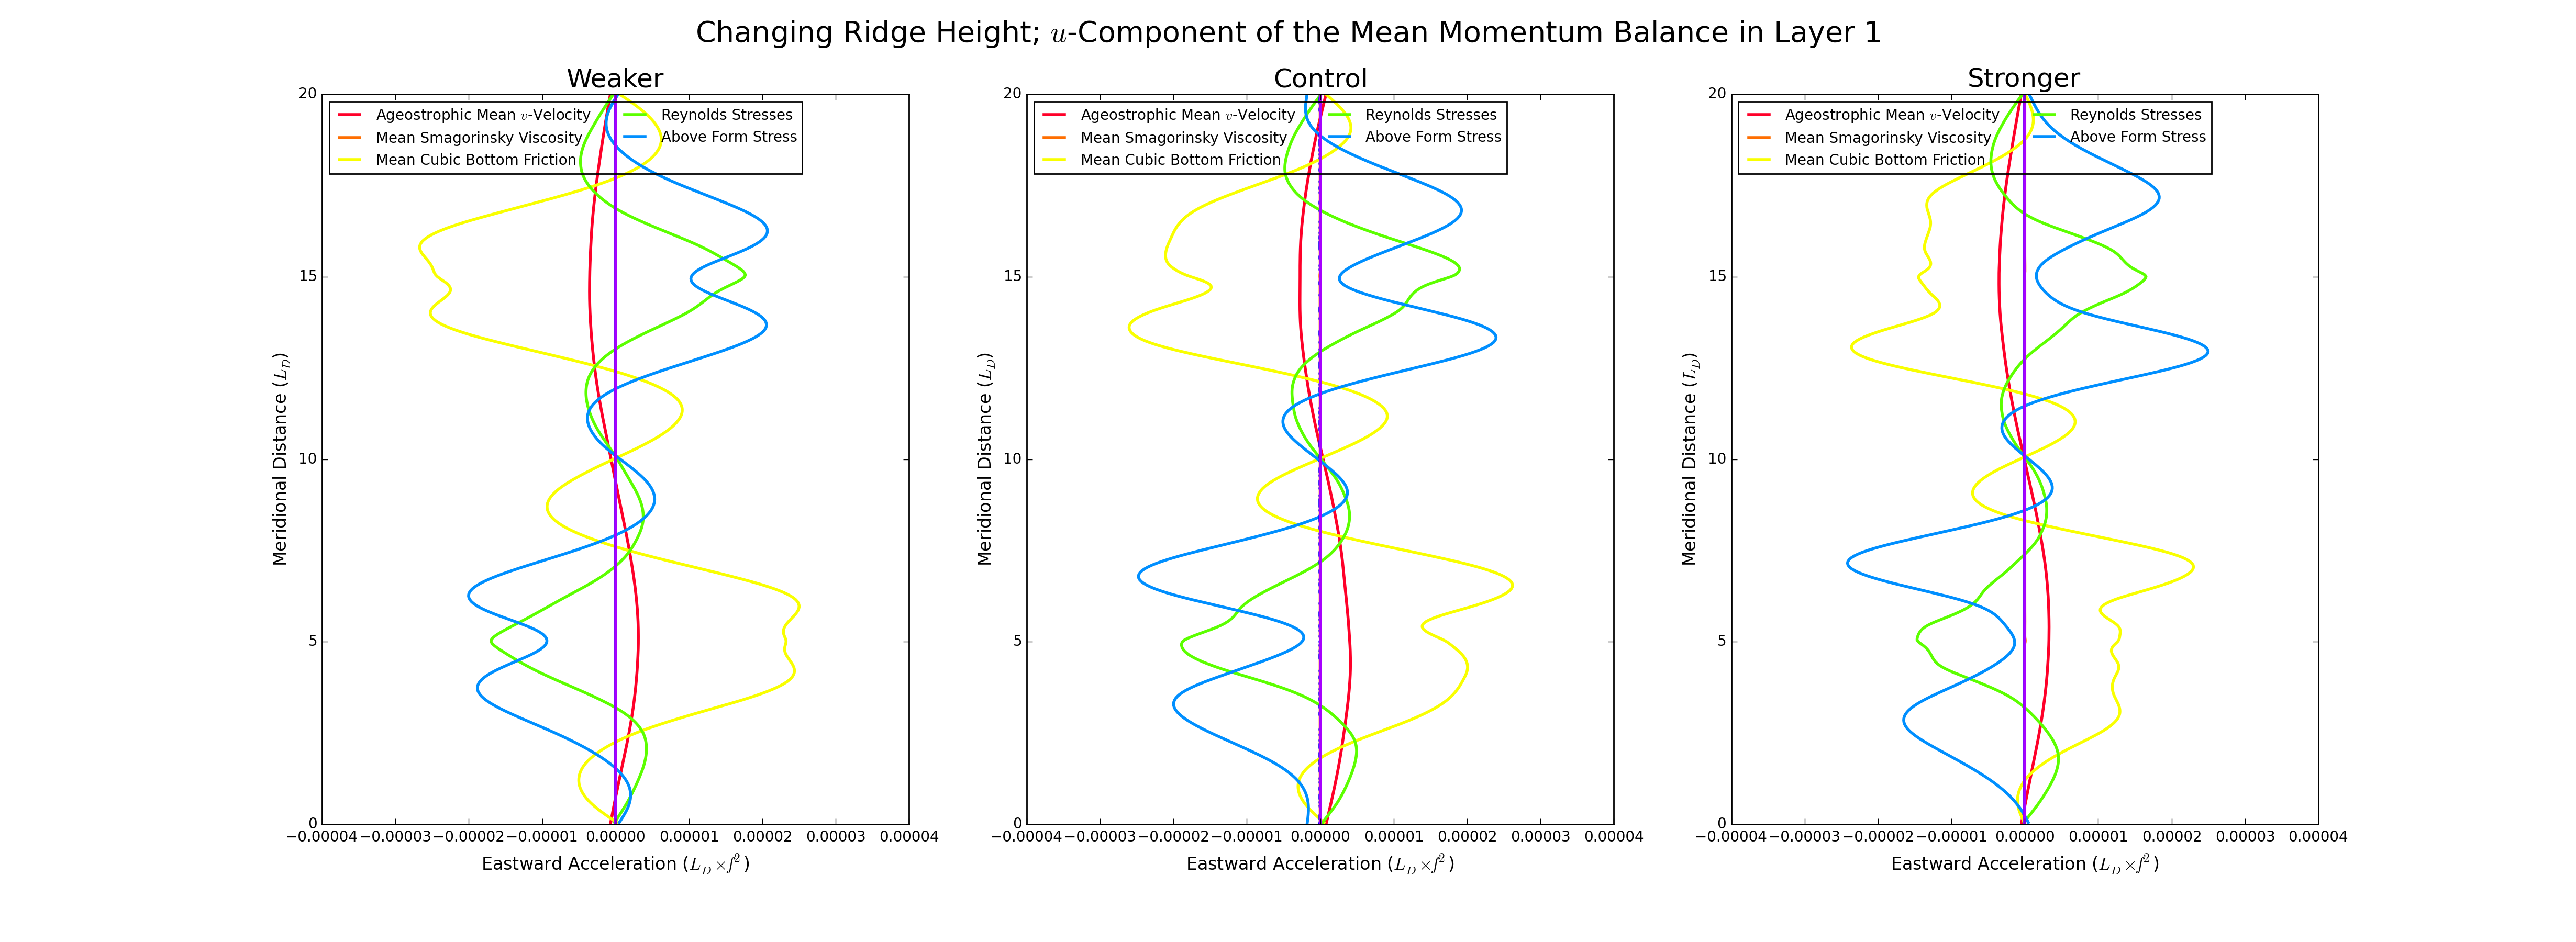 Changing Ridge Height; u-Component of the Mean Momentum Balance in Layer 1
Weaker
Ageostrophic Mean v-Velocity
Mean Smagorinsky Viscosity
Mean Cubic Bottom Friction
Reynolds Stresses
Above Form Stress
20
15
10
5
0
Meridional Distance (L_D)
−0.00004 −0.00003 −0.00002 −0.00001 0.00000 0.00001 0.00002 0.00003 0.00004
Eastward Acceleration (L_D × f²)
Control
Ageostrophic Mean v-Velocity
Mean Smagorinsky Viscosity
Mean Cubic Bottom Friction
Reynolds Stresses
Above Form Stress
20
15
10
5
0
Meridional Distance (L_D)
−0.00004 −0.00003 −0.00002 −0.00001 0.00000 0.00001 0.00002 0.00003 0.00004
Eastward Acceleration (L_D × f²)
Stronger
Ageostrophic Mean v-Velocity
Mean Smagorinsky Viscosity
Mean Cubic Bottom Friction
Reynolds Stresses
Above Form Stress
20
15
10
5
0
Meridional Distance (L_D)
−0.00004 −0.00003 −0.00002 −0.00001 0.00000 0.00001 0.00002 0.00003 0.00004
Eastward Acceleration (L_D × f²)